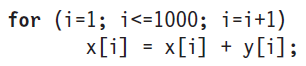 for (i=1; i<=1000; i=i+1)
x[i] = x[i] + y[i];